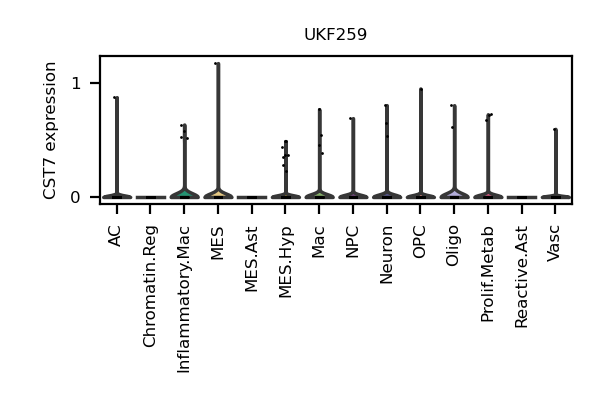 UKF259
CST7 expression
1
0
AC
Chromatin.Reg
Inflammatory.Mac
MES
MES.Ast
MES.Hyp
Mac
NPC
Neuron
OPC
Oligo
Prolif.Metab
Reactive.Ast
Vasc